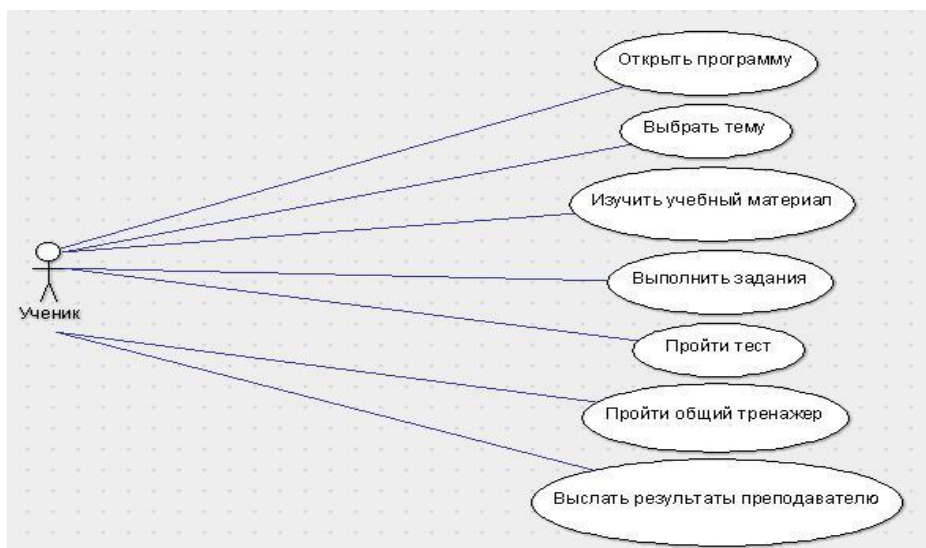 Открыть программу
Выбрать тему
Изучить учебный материал
Выполнить задания
Ученик
Пройти тест
Пройти общий тренажер
Выслать результаты преподавателю